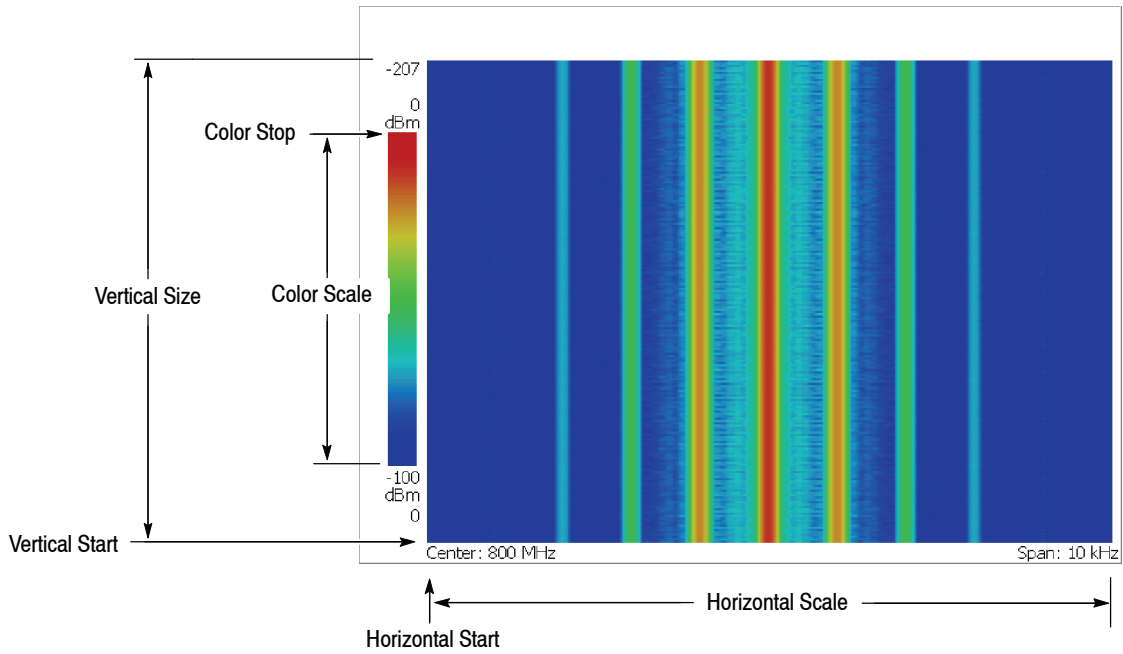 -207
0
dBm
Color Stop
Vertical Size
Color Scale
-100
dBm
0
Vertical Start
Center: 800 MHz
Span: 10 kHz
Horizontal Scale
Horizontal Start